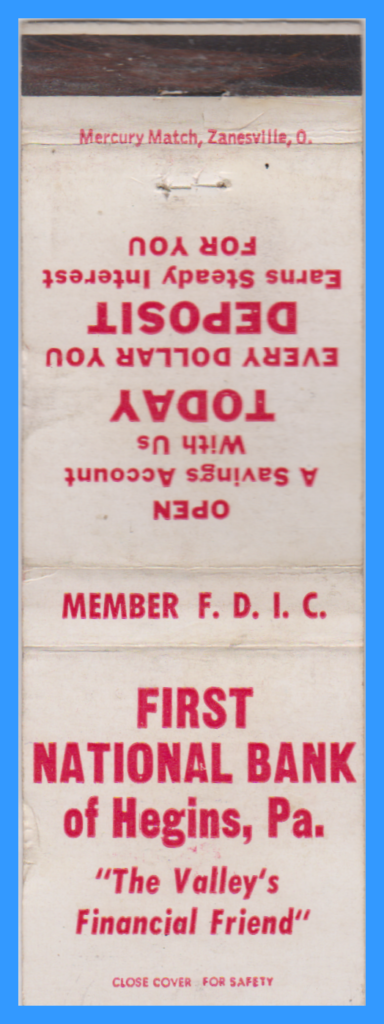 Mercury Match, Zanesville, O.
OPEN
A Savings Account
With Us
TODAY
EVERY DOLLAR YOU
DEPOSIT
Earns Steady Interest
FOR YOU
MEMBER F. D. I. C.
FIRST
NATIONAL BANK
of Hegins, Pa.
"The Valley's
Financial Friend"
CLOSE COVER FOR SAFETY